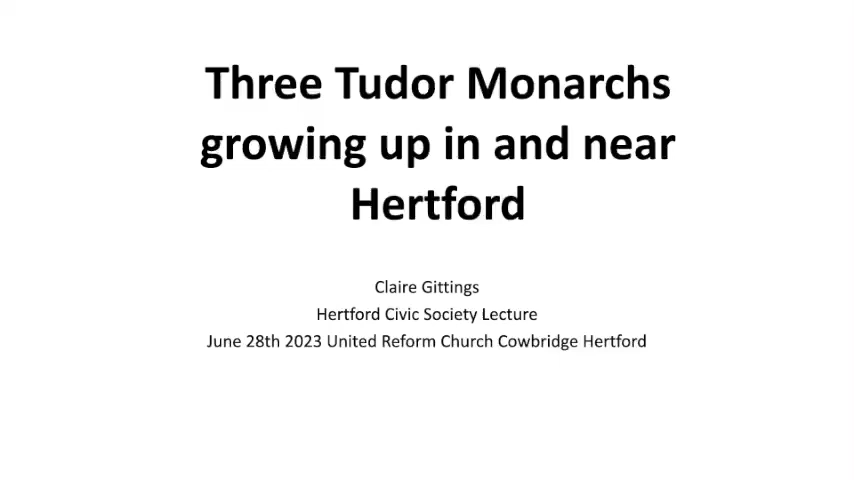 Three Tudor Monarchs
growing up in and near
Hertford
Claire Gittings
Hertford Civic Society Lecture
June 28th 2023 United Reform Church Cowbridge Hertford